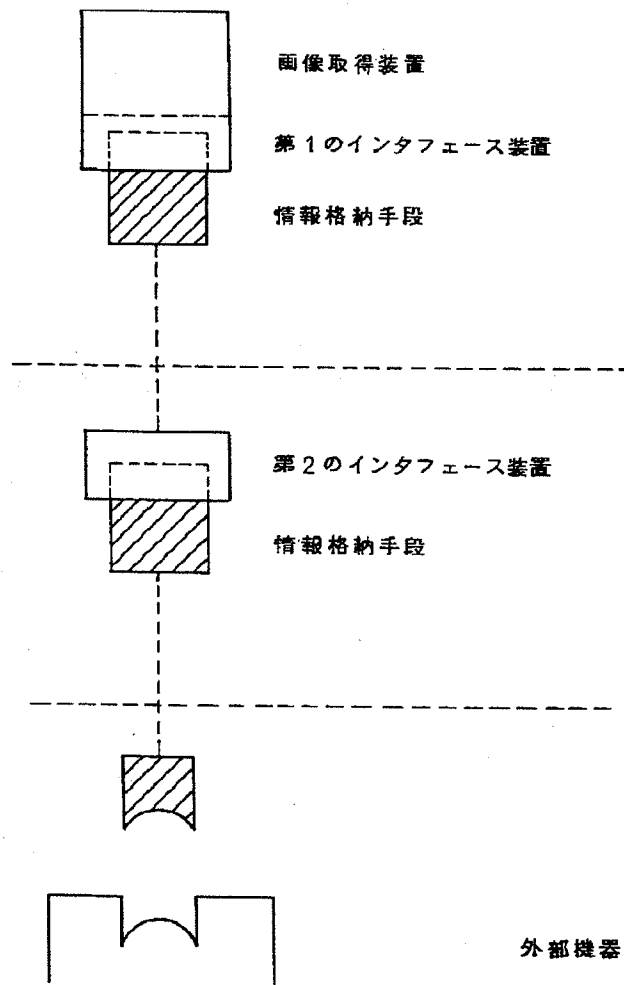 画像取得装置
第1のインタフェース装置
情報格納手段
第2のインタフェース装置
情報格納手段
外部機器